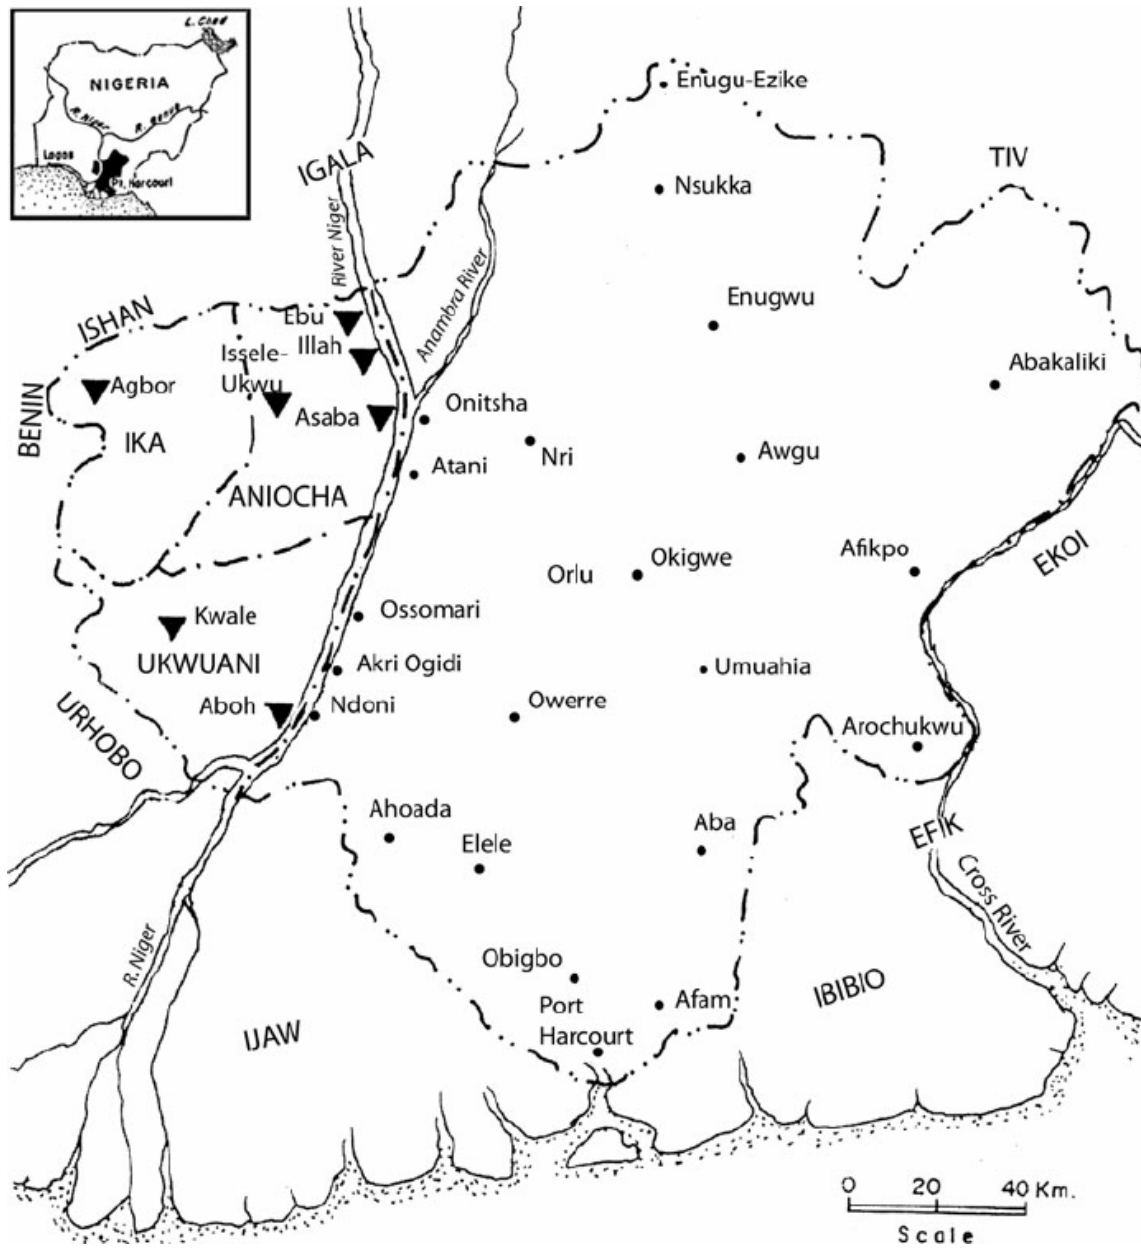 L. Chad
NIGERIA
R. Niger
R. Benue
Lagos
Pt. Harcourt
Enugu-Ezike
IGALA
TIV
Nsukka
River Niger
Anambra River
Enugwu
ISHAN
Ebu
Illah
Issele-
Ukwu
Abakaliki
BENIN
Agbor
Asaba
Onitsha
IKA
Nri
Awgu
Atani
ANIOCHA
Afikpo
EKOI
Orlu
Okigwe
Kwale
Ossomari
UKWUANI
Akri Ogidi
Umuahia
URHOBO
Aboh
Ndoni
Owerre
Arochukwu
Ahoada
Aba
EFIK
Elele
Cross River
R. Niger
Obigbo
IBIBIO
Port
Harcourt
Afam
IJAW
0 20 40 Km.
Scale